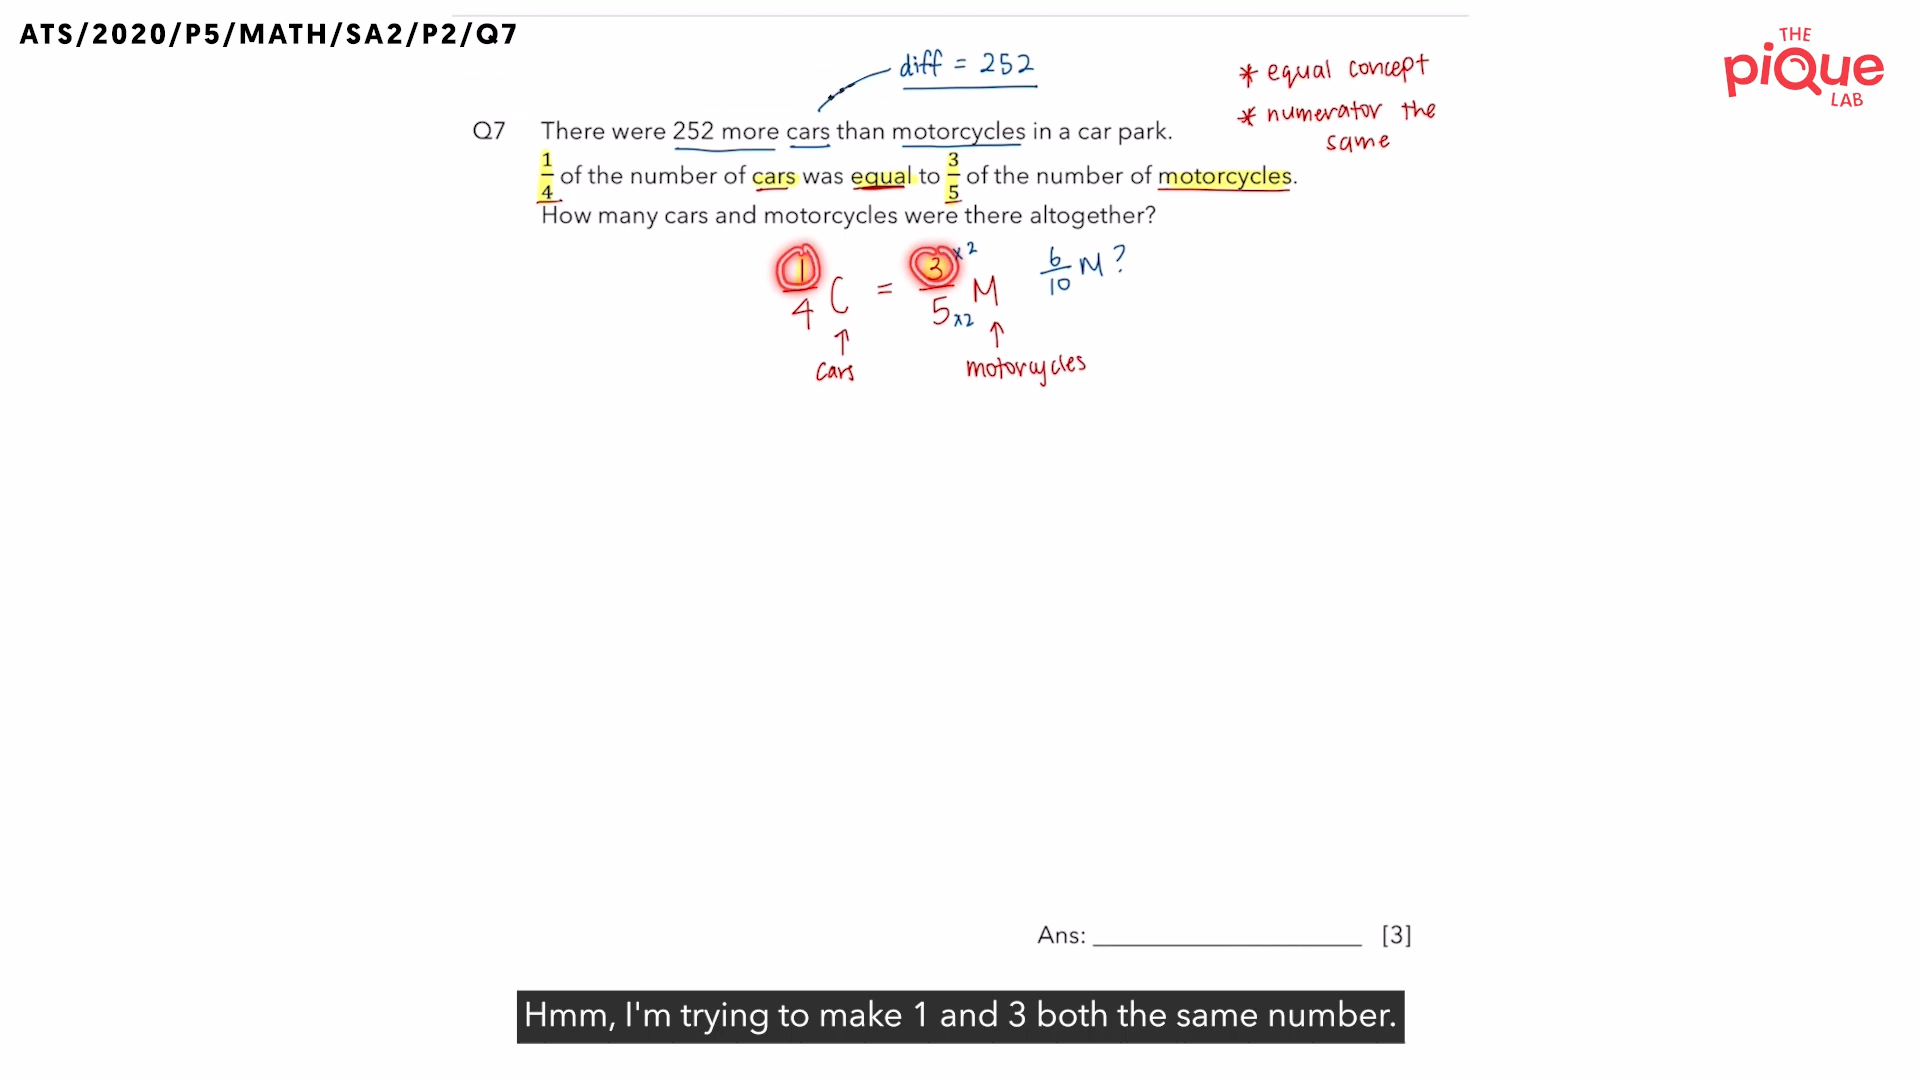 ATS/2020/P5/MATH/SA2/P2/Q7
THE
piQue
LAB
diff = 252
* equal concept
* numerator the
same
Q7 There were 252 more cars than motorcycles in a car park.
1/4 of the number of cars was equal to 3/5 of the number of motorcycles.
How many cars and motorcycles were there altogether?
1/4 C = 3/5 M x2 x2 6/10 M?
↑ ↑
cars motorcycles
Ans: ____________________ [3]
Hmm, I'm trying to make 1 and 3 both the same number.